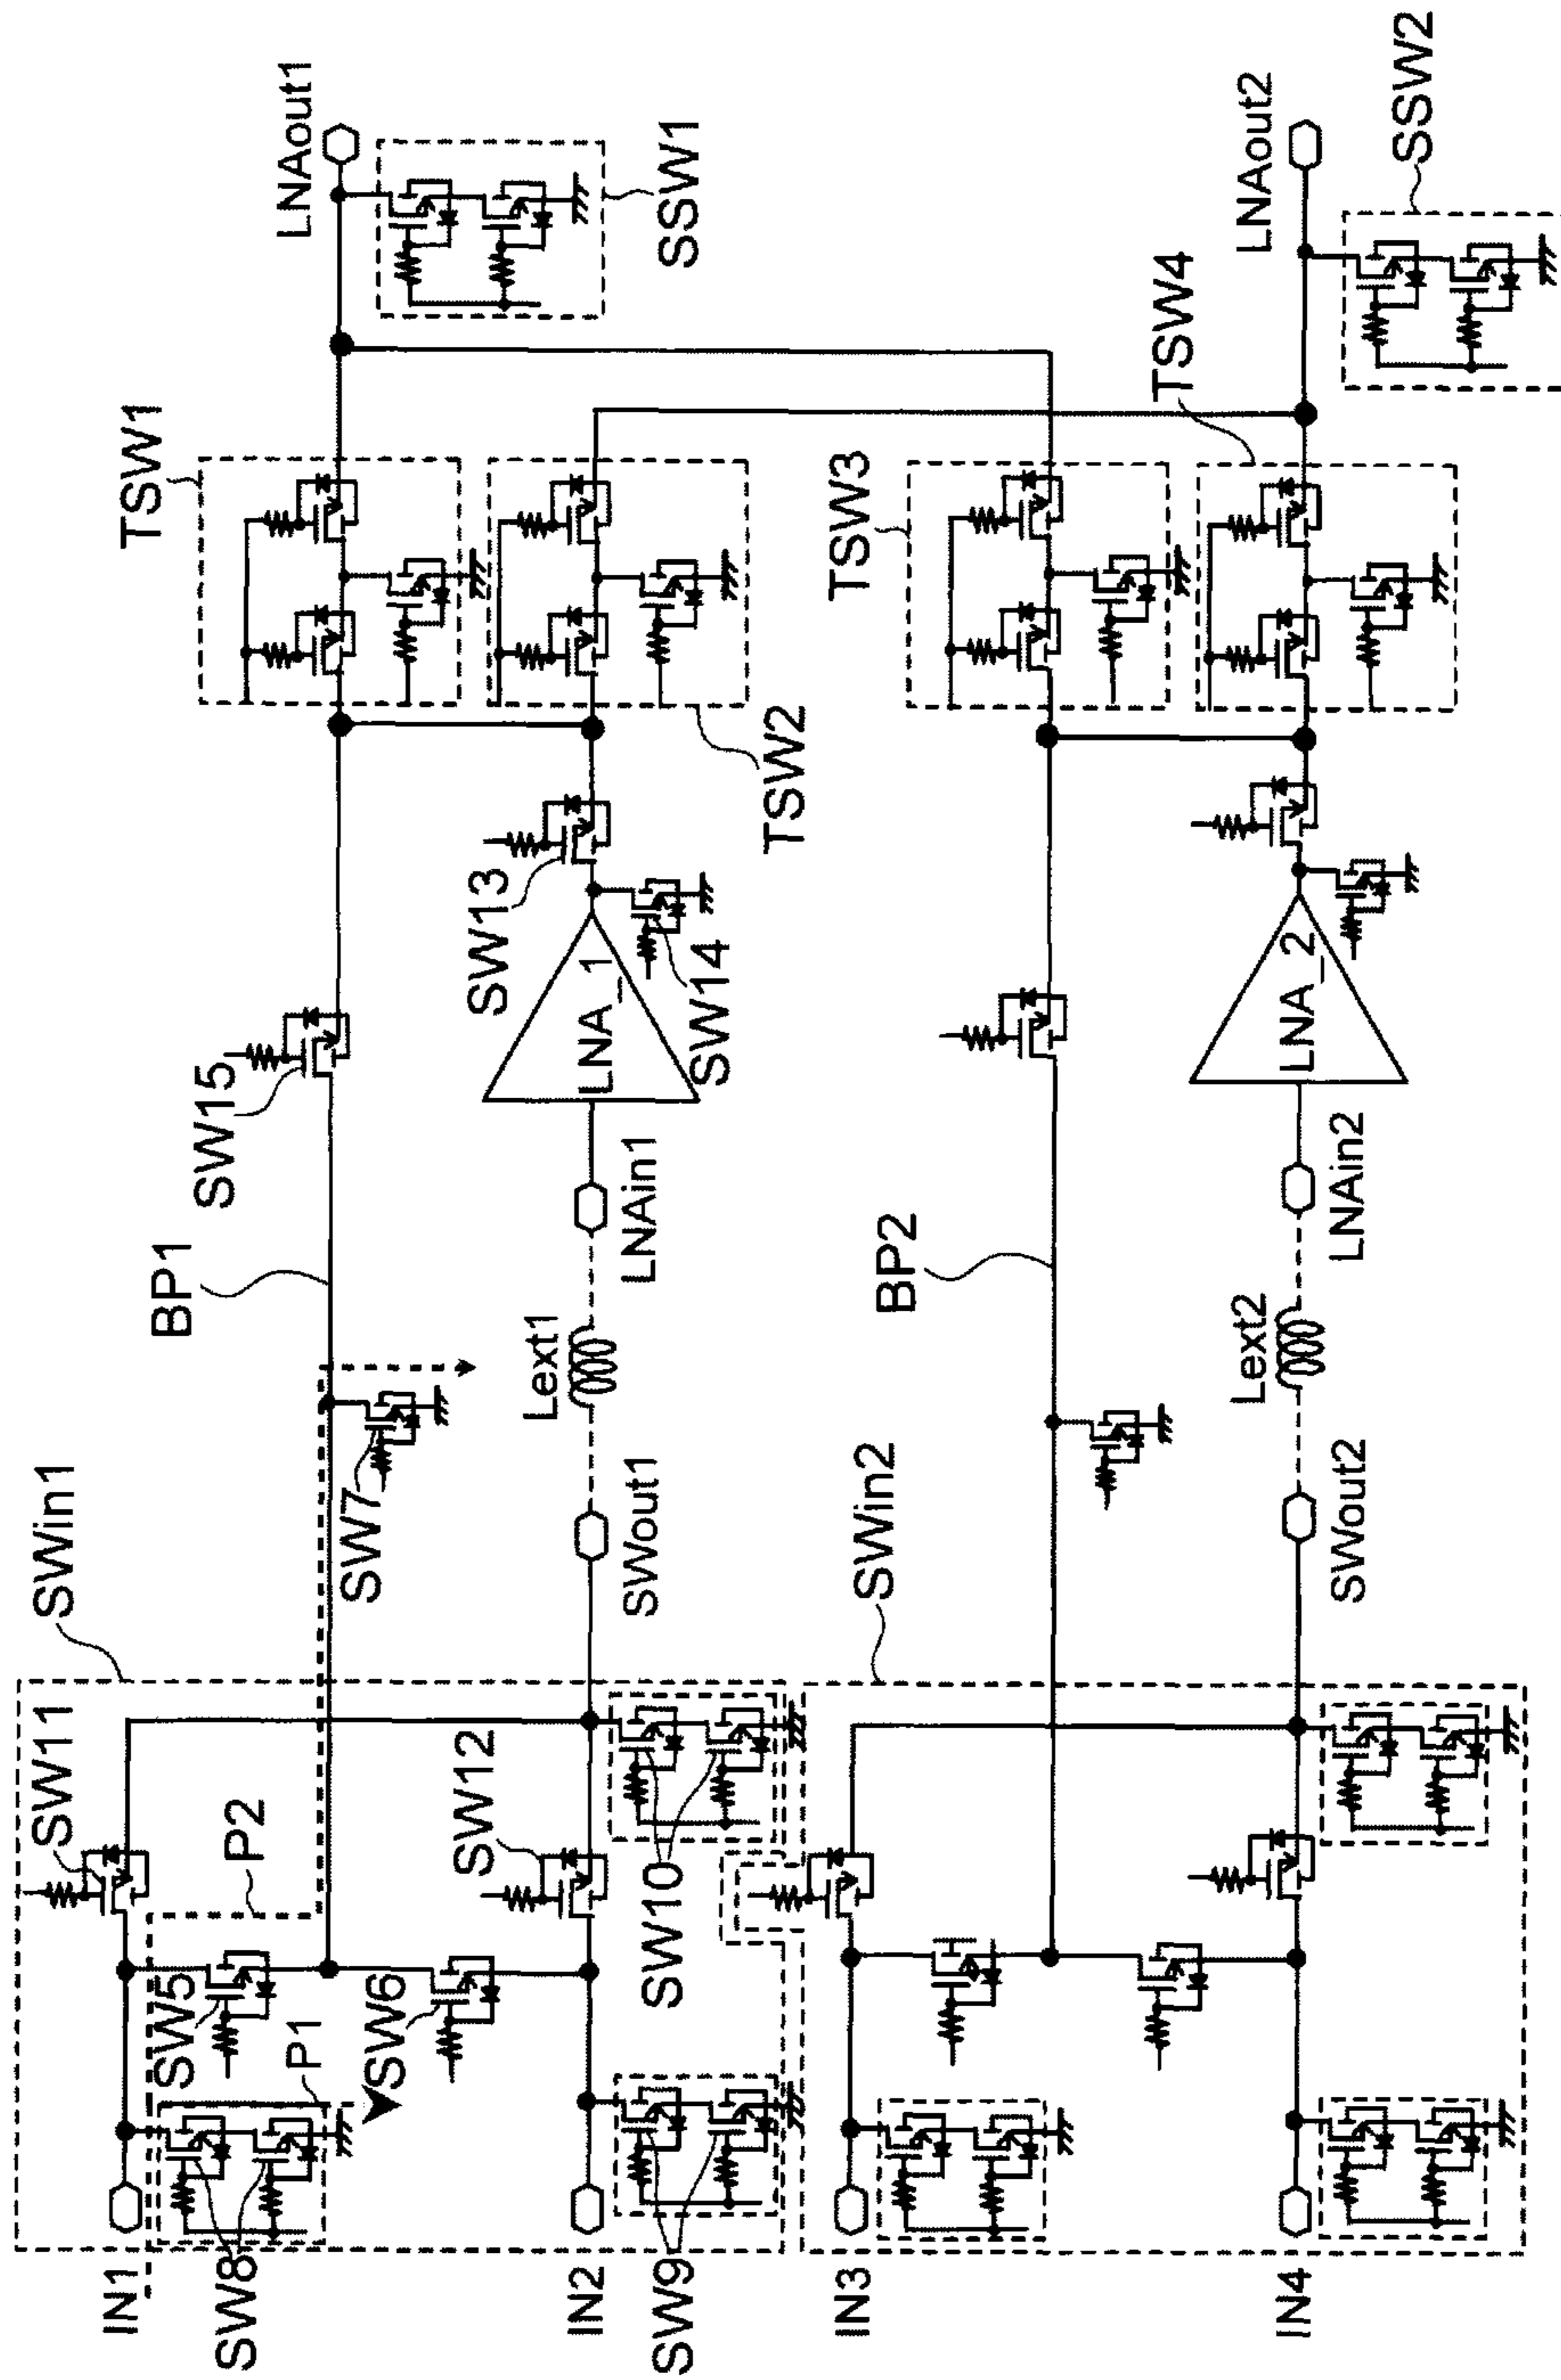 SWin1
SW11
P2
IN1
SW8
SW5
P1
SW6
SW12
IN2
SW9
SW10
SWout1
Lext1
LNAin1
SW7
BP1
SW15
LNA_1
SW13
SW14
TSW1
TSW2
LNAout1
SSW1
SWin2
IN3
IN4
SWout2
Lext2
LNAin2
BP2
LNA_2
TSW3
TSW4
LNAout2
SSW2